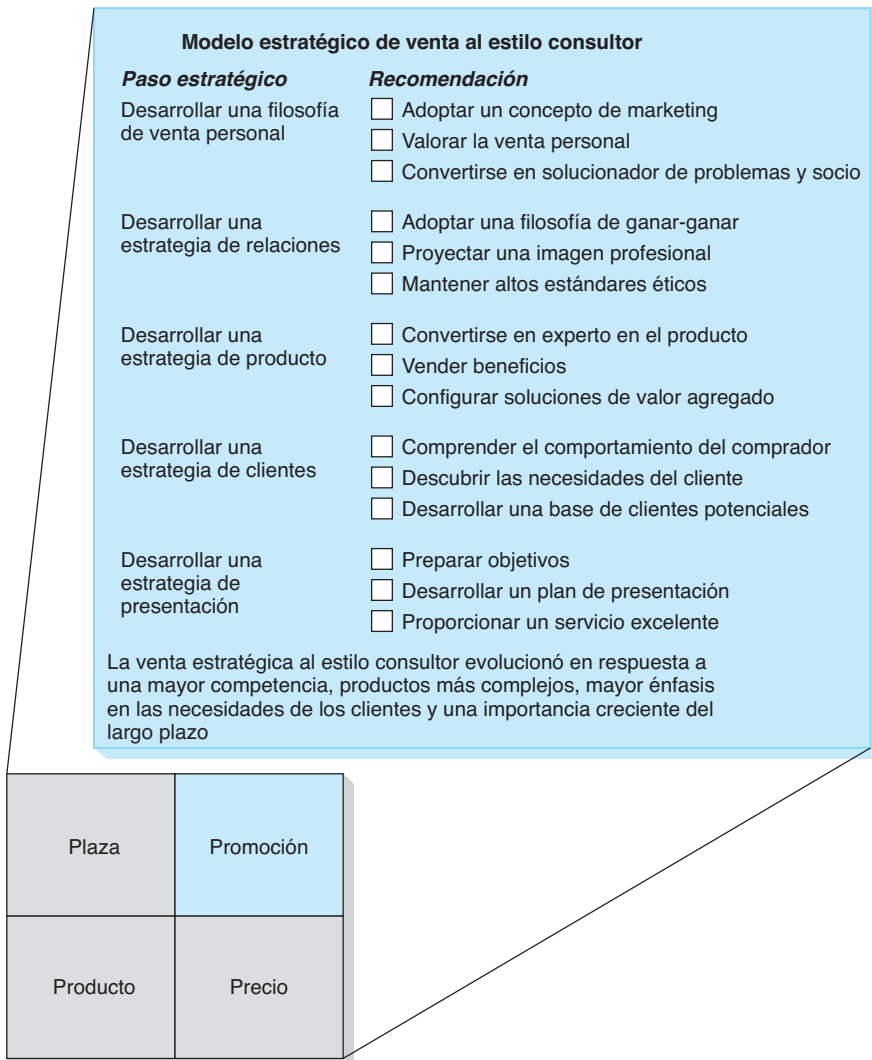 Modelo estratégico de venta al estilo consultor
Paso estratégico Recomendación
Desarrollar una filosofía
de venta personal
Adoptar un concepto de marketing
Valorar la venta personal
Convertirse en solucionador de problemas y socio
Desarrollar una
estrategia de relaciones
Adoptar una filosofía de ganar-ganar
Proyectar una imagen profesional
Mantener altos estándares éticos
Desarrollar una
estrategia de producto
Convertirse en experto en el producto
Vender beneficios
Configurar soluciones de valor agregado
Desarrollar una
estrategia de clientes
Comprender el comportamiento del comprador
Descubrir las necesidades del cliente
Desarrollar una base de clientes potenciales
Desarrollar una
estrategia de
presentación
Preparar objetivos
Desarrollar un plan de presentación
Proporcionar un servicio excelente
La venta estratégica al estilo consultor evolucionó en respuesta a
una mayor competencia, productos más complejos, mayor énfasis
en las necesidades de los clientes y una importancia creciente del
largo plazo
Plaza Promoción
Producto Precio